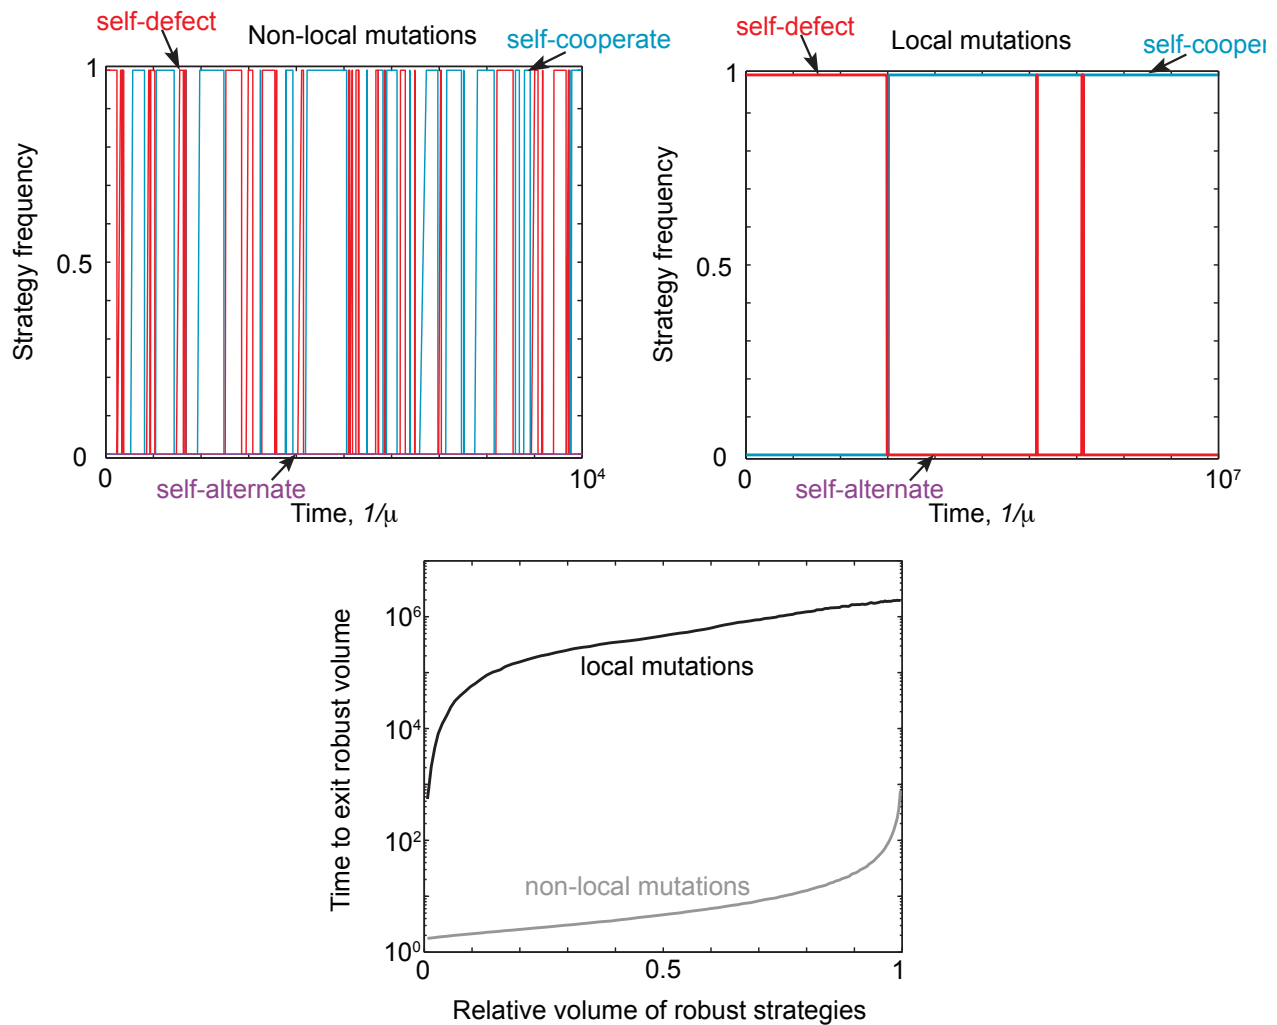 self-defect
Non-local mutations
self-cooperate
1
0.5
0
Strategy frequency
0
10⁴
self-alternate
Time, 1/μ
self-defect
Local mutations
self-cooper
1
0.5
0
Strategy frequency
0
10⁷
self-alternate
Time, 1/μ
Time to exit robust volume
10⁶
10⁴
10²
10⁰
local mutations
non-local mutations
0
0.5
1
Relative volume of robust strategies